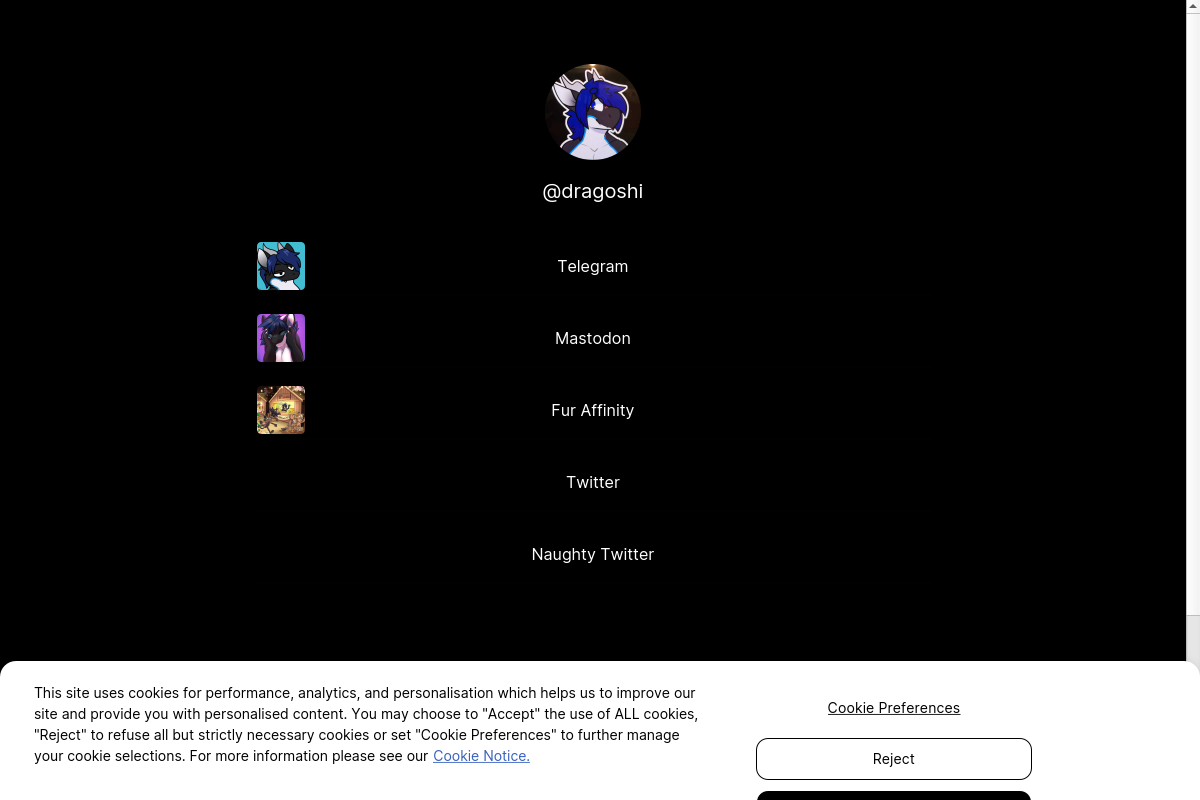 @dragoshi
Telegram
Mastodon
Fur Affinity
Twitter
Naughty Twitter
This site uses cookies for performance, analytics, and personalisation which helps us to improve our
site and provide you with personalised content. You may choose to "Accept" the use of ALL cookies,
"Reject" to refuse all but strictly necessary cookies or set "Cookie Preferences" to further manage
your cookie selections. For more information please see our Cookie Notice.
Cookie Preferences
Reject